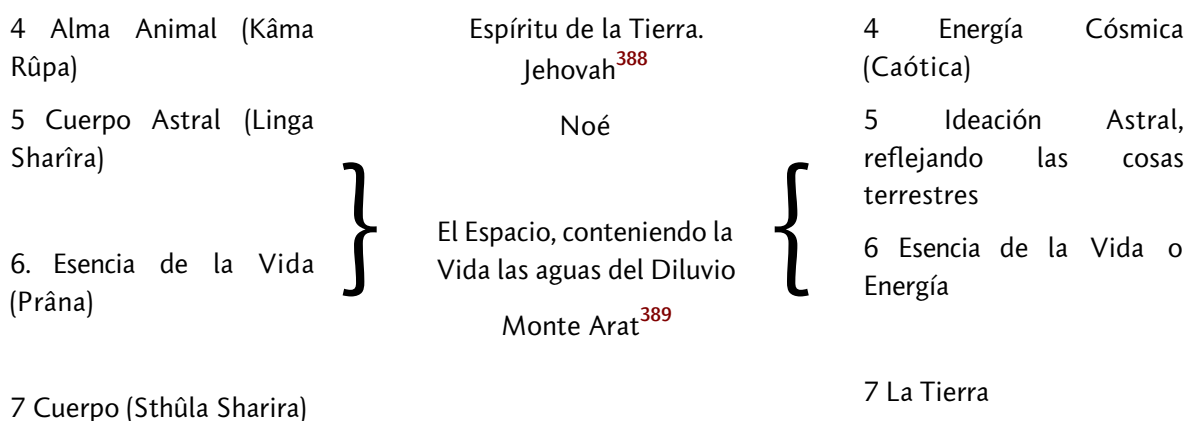 4 Alma Animal (Kâma
Rûpa)
5 Cuerpo Astral (Linga
Sharîra)
6. Esencia de la Vida
(Prâna)
7 Cuerpo (Sthûla Sharira)
Espíritu de la Tierra.
Jehovah388
Noé
El Espacio, conteniendo la
Vida las aguas del Diluvio
Monte Arat389
4 Energía Cósmica
(Caótica)
5 Ideación Astral,
reflejando las cosas
terrestres
6 Esencia de la Vida o
Energía
7 La Tierra